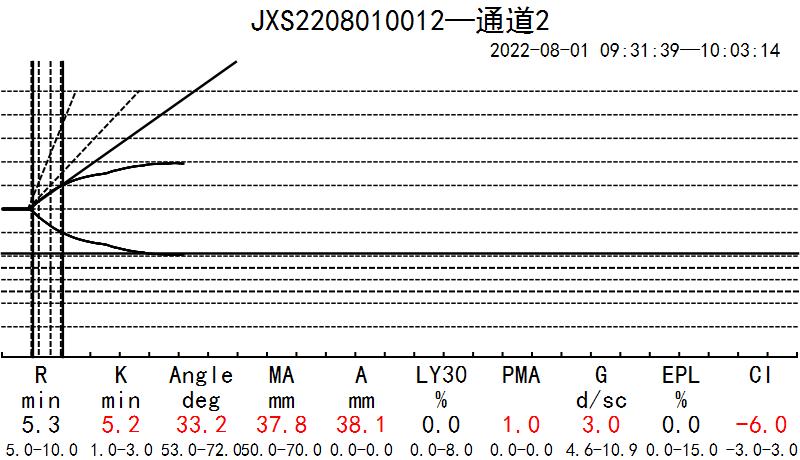 JXS2208010012—通道2
2022-08-01 09:31:39—10:03:14
R K Angle MA A LY30 PMA G EPL CI
min min deg mm mm % d/sc %
5.3 5.2 33.2 37.8 38.1 0.0 1.0 3.0 0.0 -6.0
5.0-10.0 1.0-3.0 53.0-72.0 50.0-70.0 0.0-0.0 0.0-8.0 0.0-0.0 4.6-10.9 0.0-15.0 -3.0-3.0